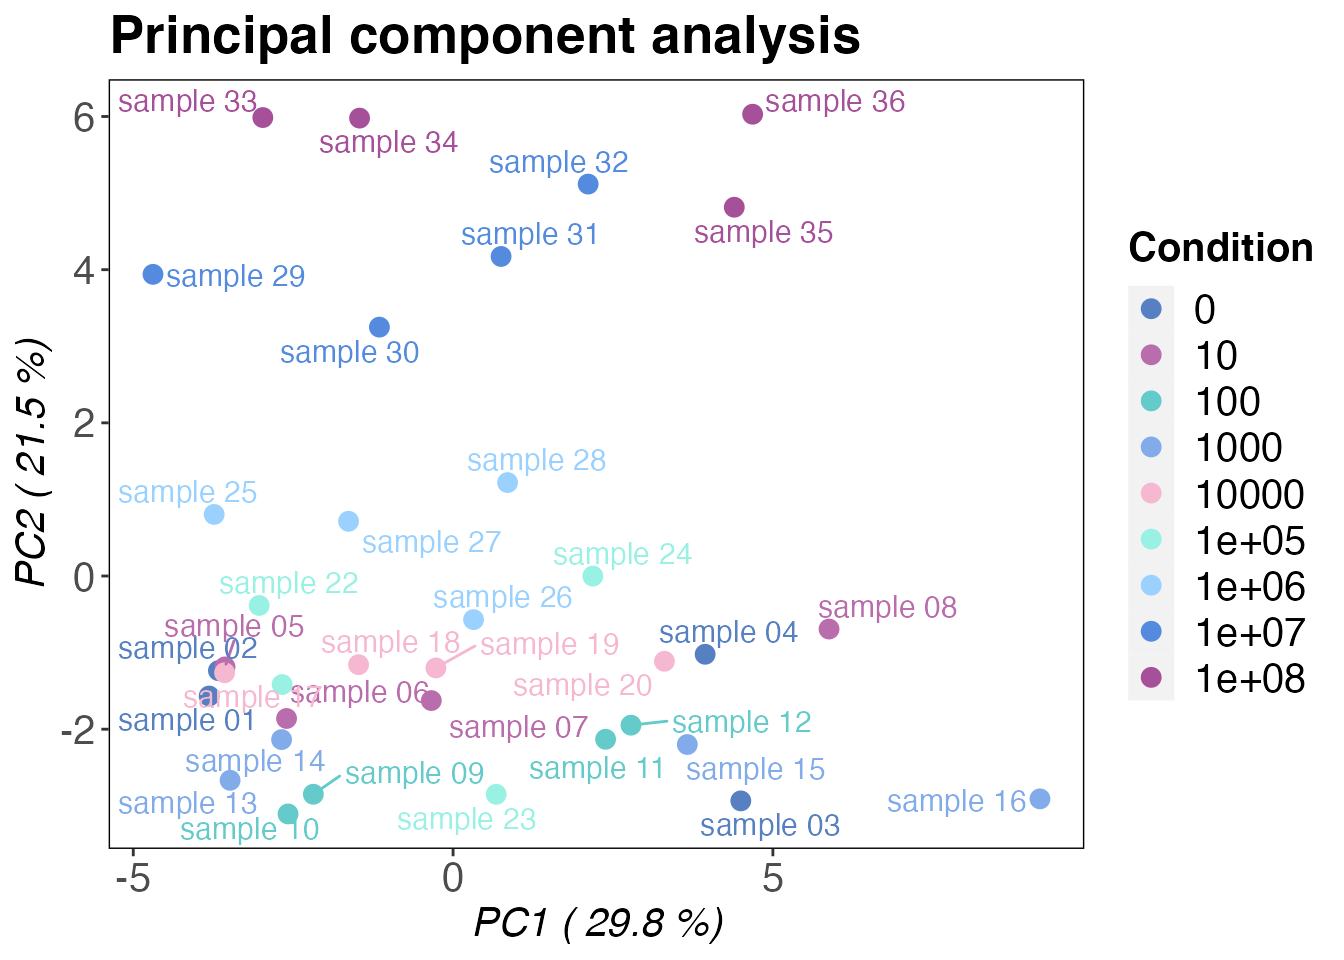 Principal component analysis
sample 33
sample 34
sample 36
sample 32
sample 35
sample 31
sample 29
sample 30
sample 28
sample 25
sample 27
sample 24
sample 22
sample 26
sample 08
sample 05
sample 04
sample 02
sample 18
sample 19
sample 20
sample 17
sample 06
sample 01
sample 07
sample 12
sample 14
sample 11
sample 15
sample 09
sample 13
sample 16
sample 10
sample 23
sample 03
6
4
2
0
-2
-5
0
5
PC1 ( 29.8 %)
PC2 ( 21.5 %)
Condition
0
10
100
1000
10000
1e+05
1e+06
1e+07
1e+08